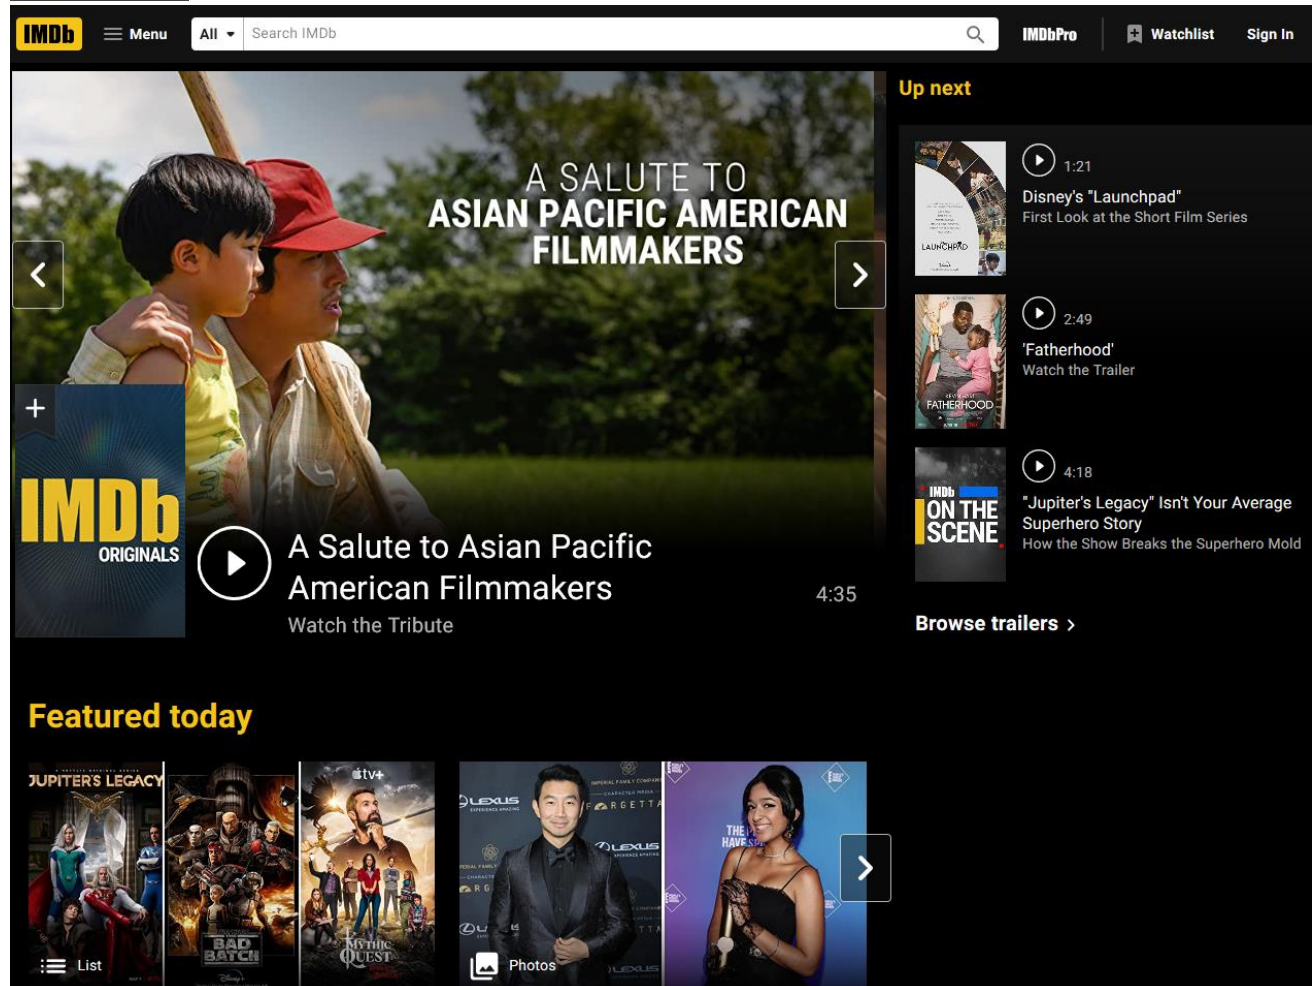 IMDb Menu All Search IMDb IMDbPro Watchlist Sign In
A SALUTE TO
ASIAN PACIFIC AMERICAN
FILMMAKERS
IMDb
ORIGINALS
A Salute to Asian Pacific
American Filmmakers
Watch the Tribute
4:35
Up next
LAUNCHPAD
1:21
Disney's "Launchpad"
First Look at the Short Film Series
FATHERHOOD
2:49
'Fatherhood'
Watch the Trailer
IMDb
ON THE
SCENE
4:18
"Jupiter's Legacy" Isn't Your Average
Superhero Story
How the Show Breaks the Superhero Mold
Browse trailers
Featured today
JUPITER'S LEGACY
BAD
BATCH
Disney+
tv+
MYTHIC
QUEST
List
LEXUS
LEXUS
LEXUS
Photos